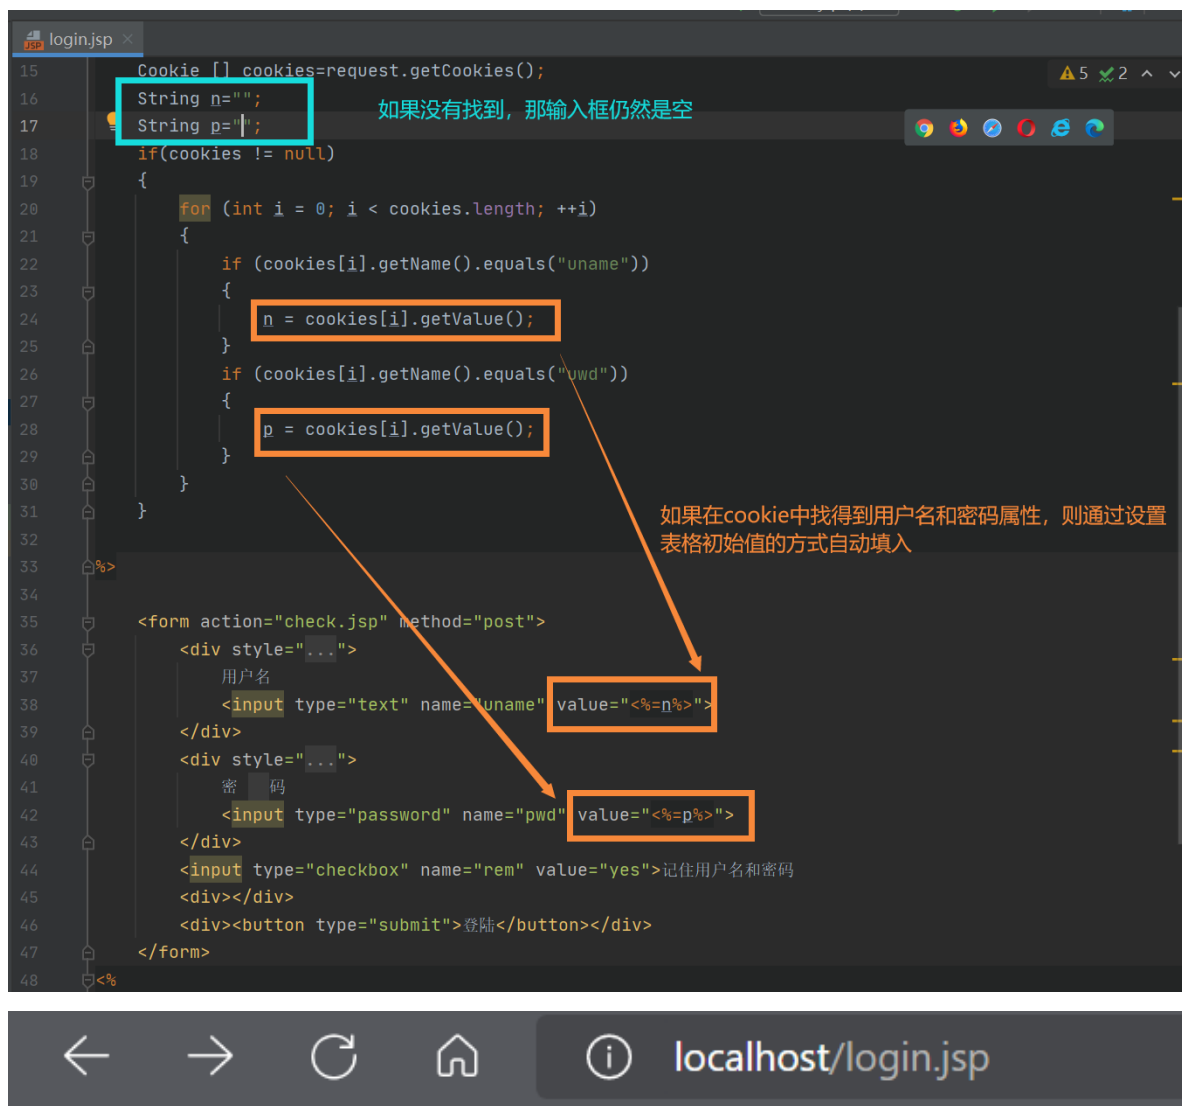 JSP login.jsp ×
15 Cookie [] cookies=request.getCookies(); 5 2
16 String n="";
如果没有找到，那输入框仍然是空
17 String p="";
18 if(cookies != null)
19 {
20 for (int i = 0; i < cookies.length; ++i)
21 {
22 if (cookies[i].getName().equals("uname"))
23 {
24 n = cookies[i].getValue();
25 }
26 if (cookies[i].getName().equals("uwd"))
27 {
28 p = cookies[i].getValue();
29 }
30 }
31 }
如果在cookie中找得到用户名和密码属性，则通过设置
表格初始值的方式自动填入
32
33 %>
34
35 <form action="check.jsp" method="post">
36 <div style="...">
37 用户名
38 <input type="text" name="uname" value="<%=n%>">
39 </div>
40 <div style="...">
41 密 码
42 <input type="password" name="pwd" value="<%=p%>">
43 </div>
44 <input type="checkbox" name="rem" value="yes">记住用户名和密码
45 <div></div>
46 <div><button type="submit">登陆</button></div>
47 </form>
48 <%
localhost/login.jsp